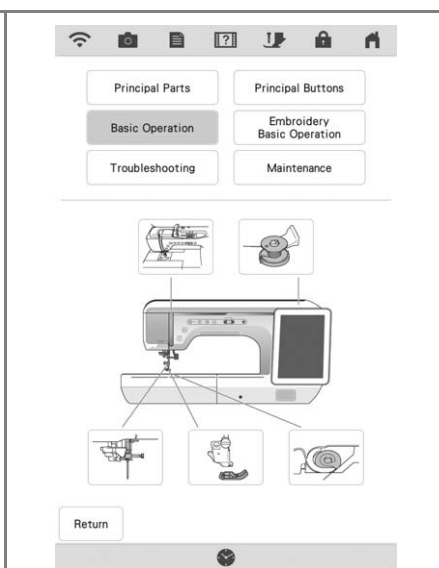 Principal Parts
Principal Buttons
Basic Operation
Embroidery
Basic Operation
Troubleshooting
Maintenance
Return